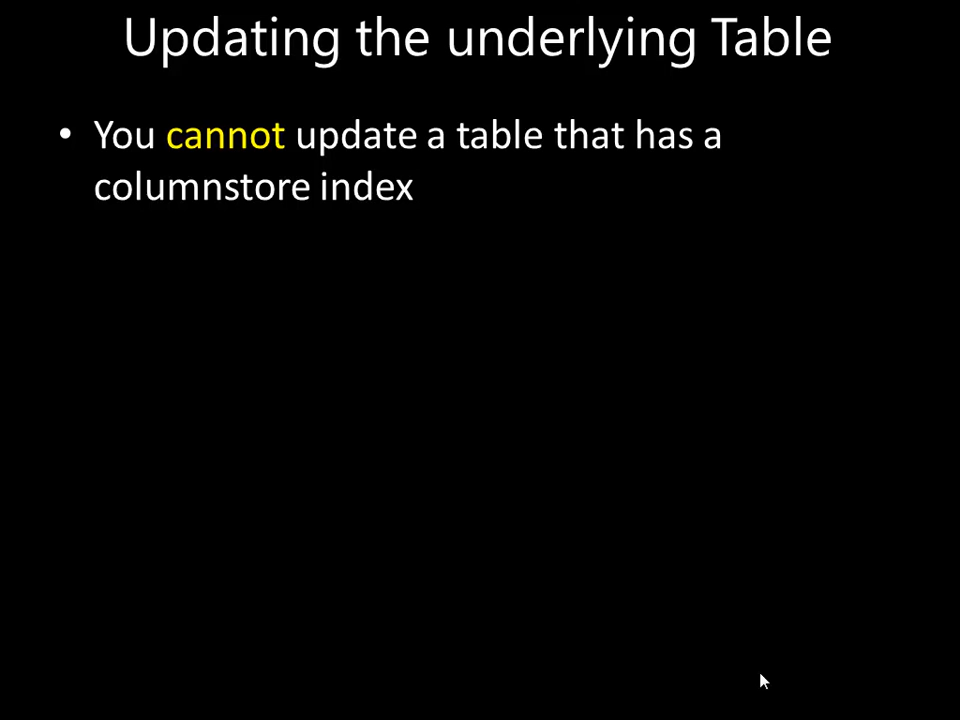 Updating the underlying Table
• You cannot update a table that has a
columnstore index